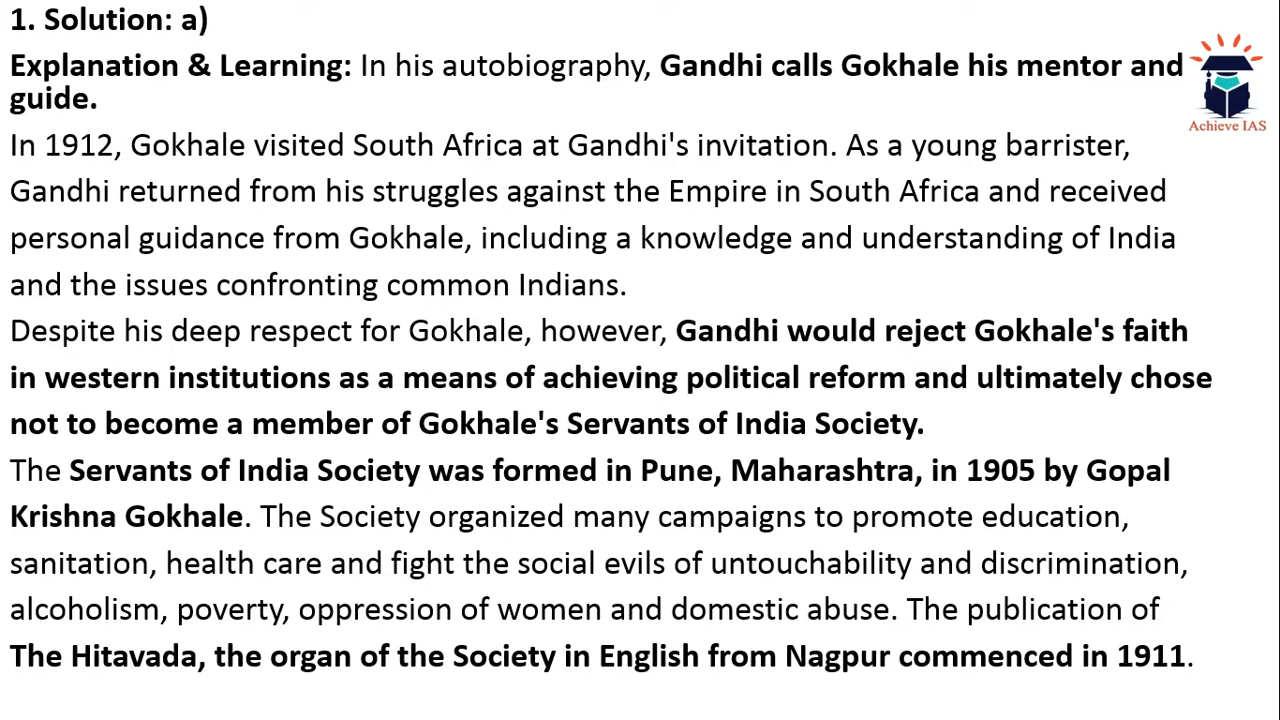 1. Solution: a)
Explanation & Learning: In his autobiography, Gandhi calls Gokhale his mentor and
guide.
Achieve IAS
In 1912, Gokhale visited South Africa at Gandhi's invitation. As a young barrister,
Gandhi returned from his struggles against the Empire in South Africa and received
personal guidance from Gokhale, including a knowledge and understanding of India
and the issues confronting common Indians.
Despite his deep respect for Gokhale, however, Gandhi would reject Gokhale's faith
in western institutions as a means of achieving political reform and ultimately chose
not to become a member of Gokhale's Servants of India Society.
The Servants of India Society was formed in Pune, Maharashtra, in 1905 by Gopal
Krishna Gokhale. The Society organized many campaigns to promote education,
sanitation, health care and fight the social evils of untouchability and discrimination,
alcoholism, poverty, oppression of women and domestic abuse. The publication of
The Hitavada, the organ of the Society in English from Nagpur commenced in 1911.